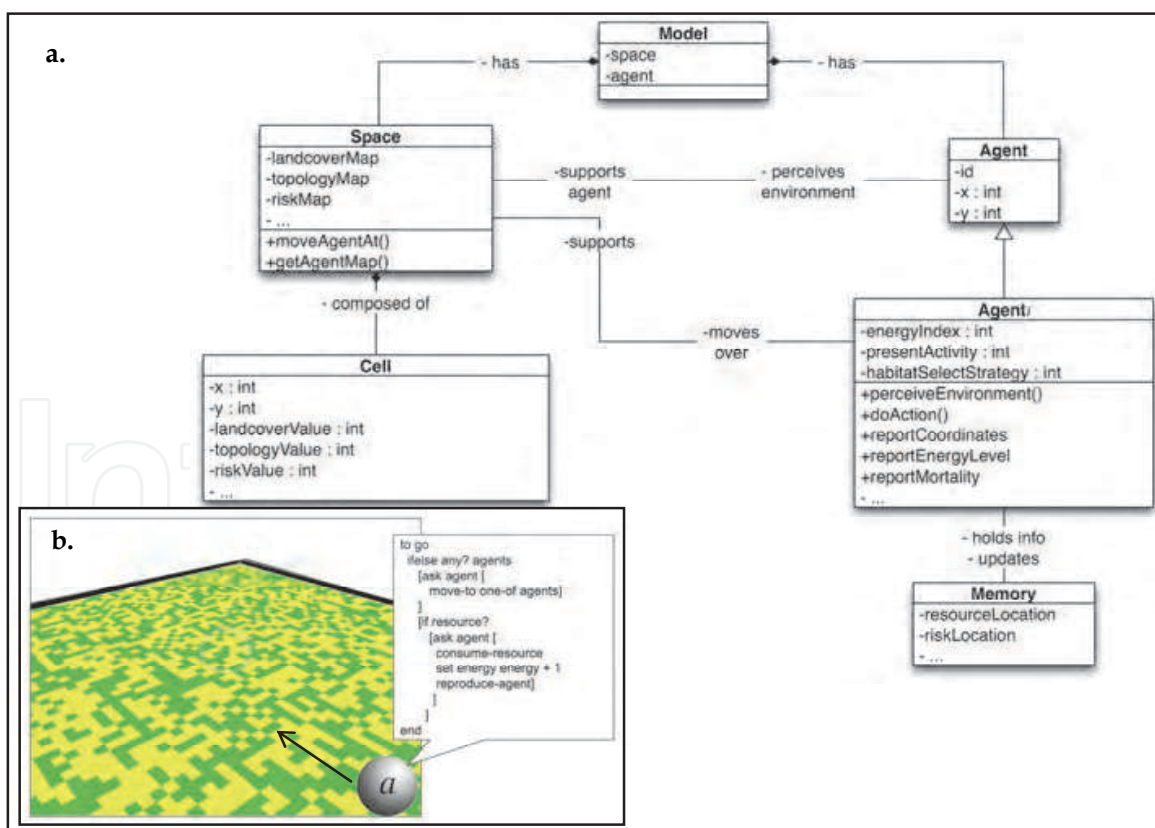 a.
Model
-space
-agent
- has
- has
Space
-landcoverMap
-topologyMap
-riskMap
- ...
+moveAgentAt()
+getAgentMap()
-supports
agent
- perceives
environment
Agent
-id
-x : int
-y : int
-supports
- composed of
-moves
over
Agenti
-energyIndex : int
-presentActivity : int
-habitatSelectStrategy : int
+perceiveEnvironment()
+doAction()
+reportCoordinates
+reportEnergyLevel
+reportMortality
- ...
Cell
-x : int
-y : int
-landcoverValue : int
-topologyValue : int
-riskValue : int
- ...
- holds info
- updates
Memory
-resourceLocation
-riskLocation
- ...
b.
to go
ifelse any? agents
[ask agent [
move-to one-of agents]
]
[if resource?
[ask agent [
consume-resource
set energy energy + 1
reproduce-agent]
]
]
end
a